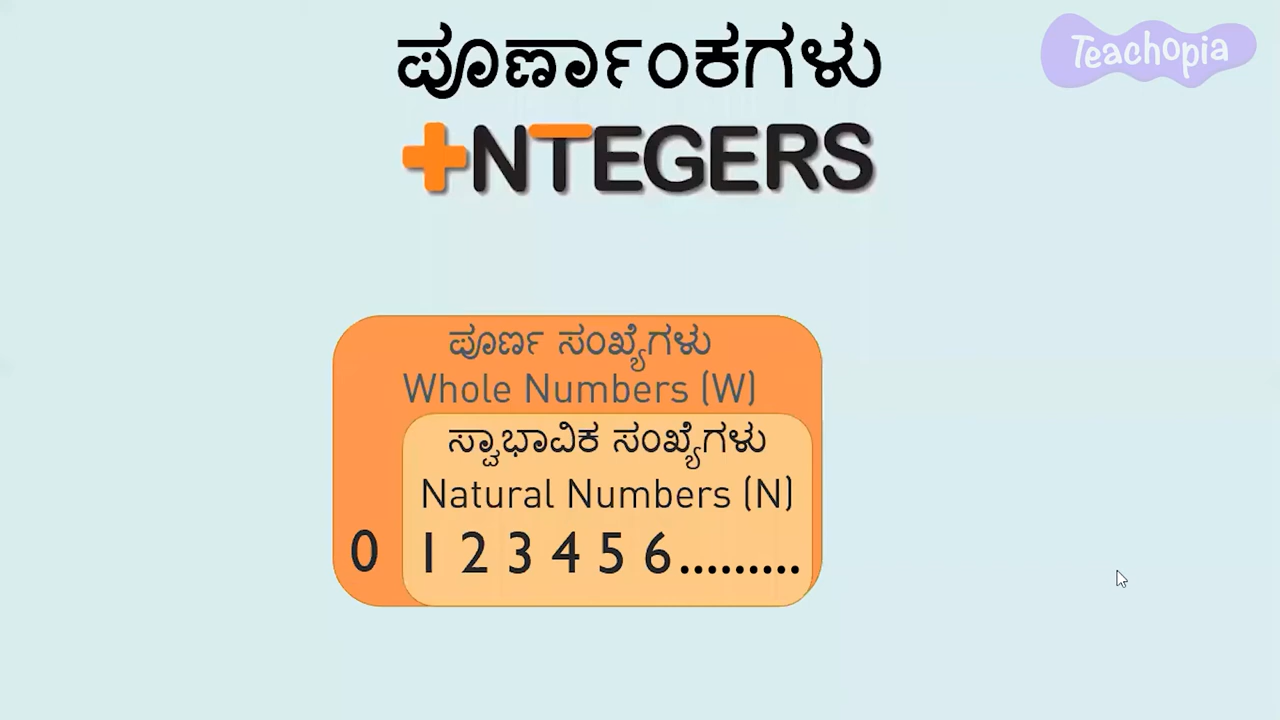 ಪೂರ್ಣಾಂಕಗಳು
Teachopia
+NTEGERS
ಪೂರ್ಣ ಸಂಖ್ಯೆಗಳು
Whole Numbers (W)
ಸ್ವಾಭಾವಿಕ ಸಂಖ್ಯೆಗಳು
Natural Numbers (N)
0 1 2 3 4 5 6.........